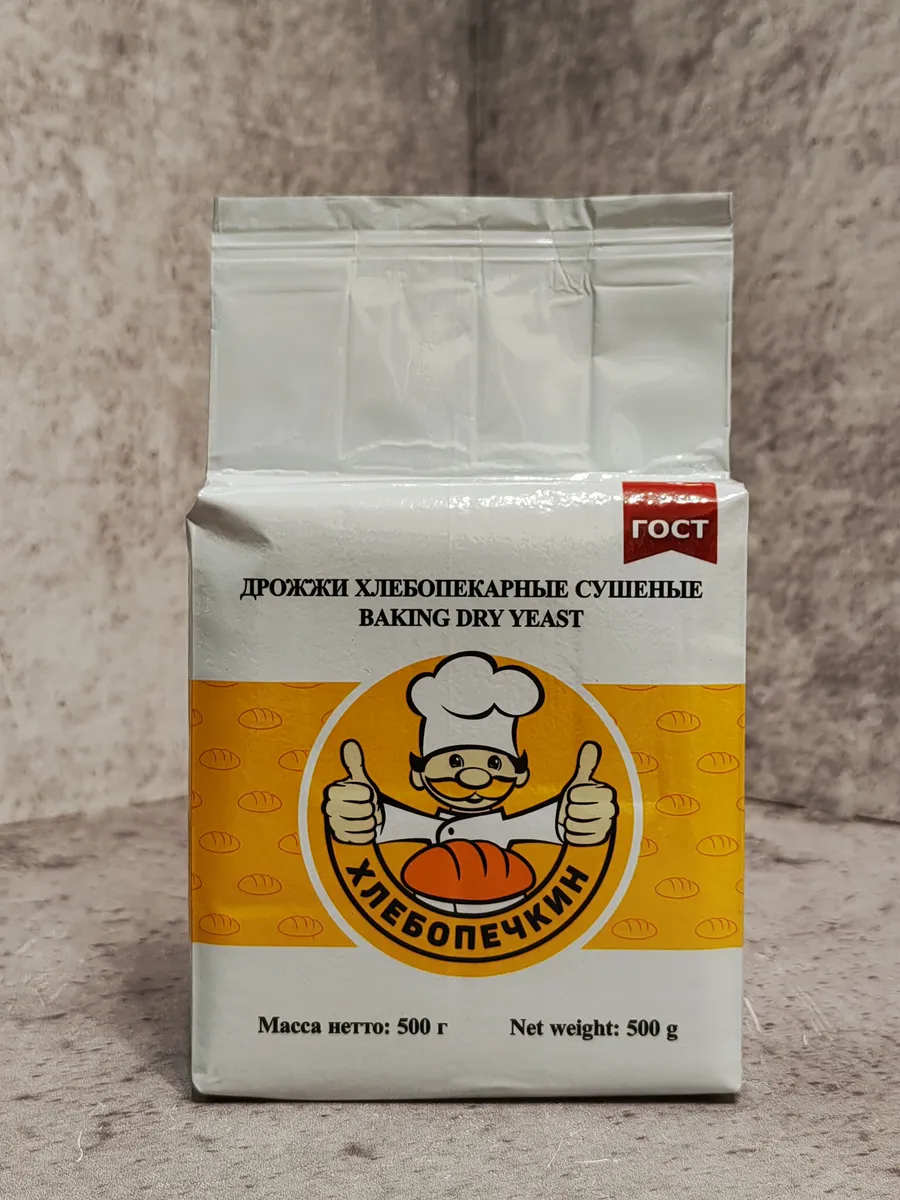 ГОСТ
ДРОЖЖИ ХЛЕБОПЕКАРНЫЕ СУШЕНЫЕ
BAKING DRY YEAST
ХЛЕБОПЕЧКИН
Масса нетто: 500 г Net weight: 500 g